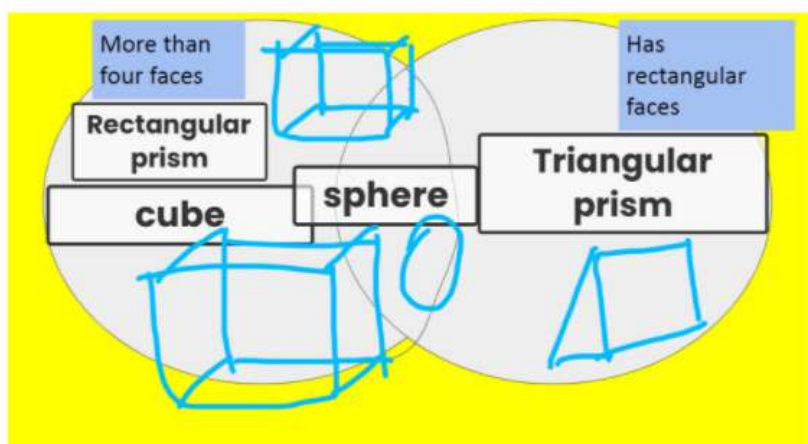 More than
four faces
Has
rectangular
faces
Rectangular
prism
cube
sphere
Triangular
prism